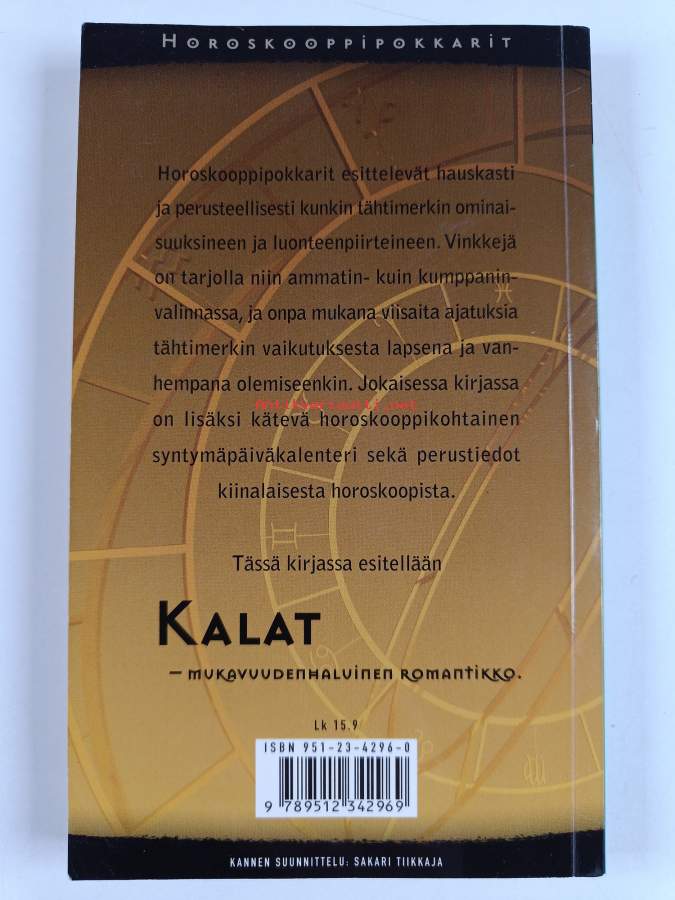 HOROSKOOPPIPOKKARIT
Horoskooppipokkarit esittelevät hauskasti
ja perusteellisesti kunkin tähtimerkin ominai-
suuksineen ja luonteenpiirteineen. Vinkkejä
on tarjolla niin ammatin- kuin kumppanin-
valinnassa, ja onpa mukana viisaita ajatuksia
tähtimerkin vaikutuksesta lapsena ja van-
hempana olemiseenkin. Jokaisessa kirjassa
on lisäksi kätevä horoskooppikohtainen
syntymäpäiväkalenteri sekä perustiedot
kiinalaisesta horoskoopista.
Tässä kirjassa esitellään
KALAT
– MUKAVUUDENHALUINEN ROMANTIKKO.
Lk 15.9
ISBN 951-23-4296-0
9 789512 342969
KANNEN SUUNNITTELU: SAKARI TIIKKAJA